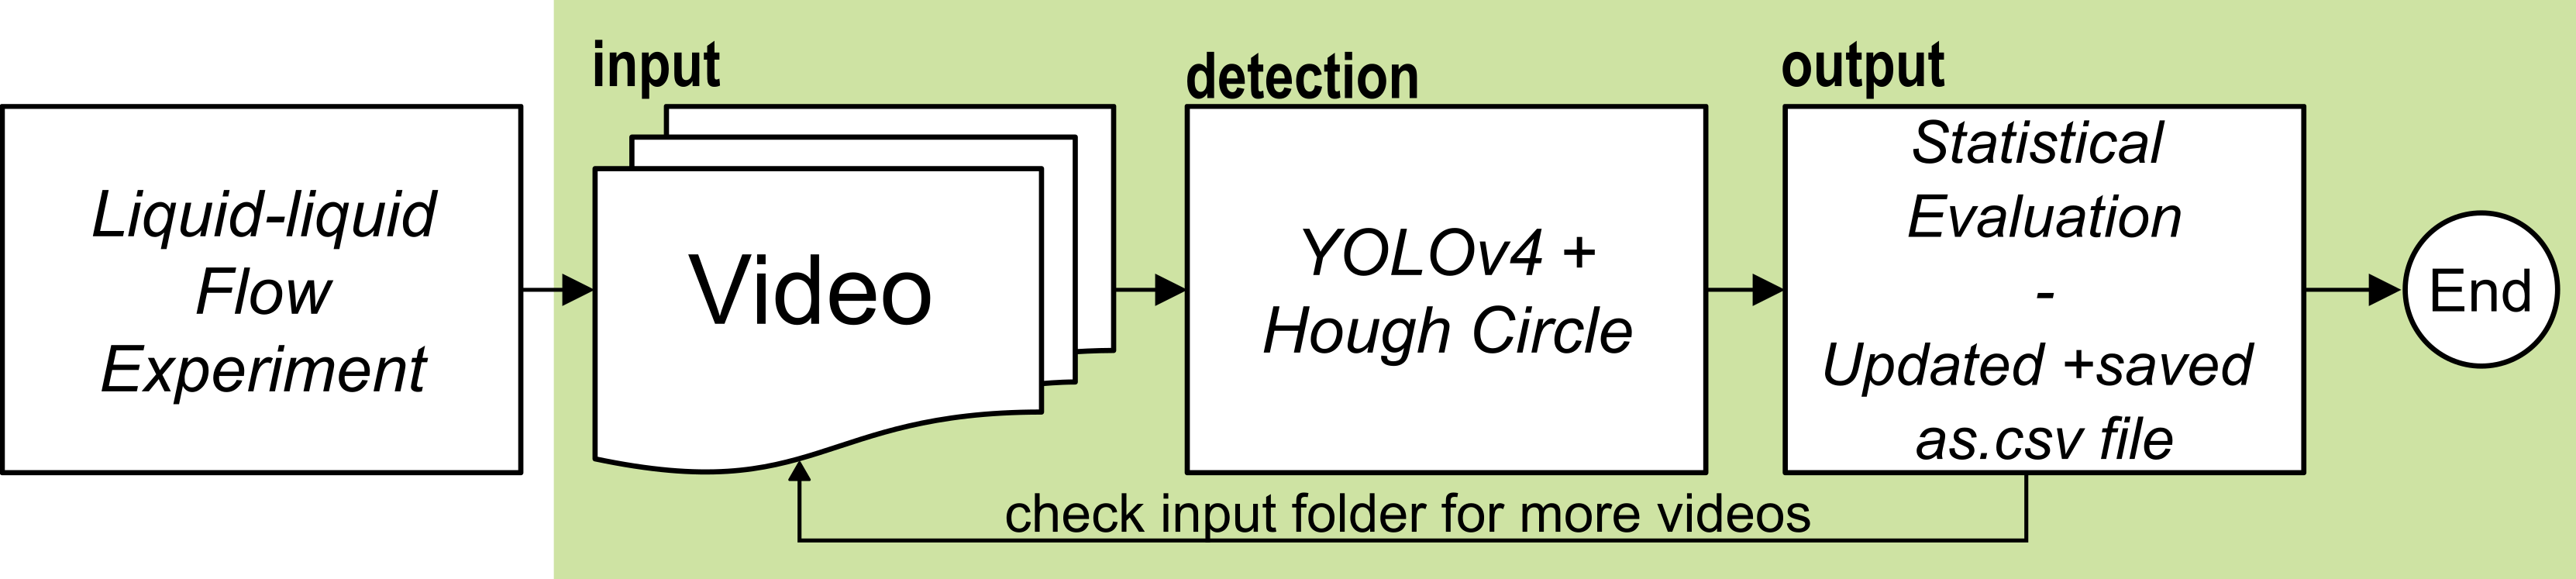 Liquid-liquid
Flow
Experiment
input
Video
detection
YOLOv4 +
Hough Circle
output
Statistical
Evaluation
-
Updated +saved
as.csv file
End
check input folder for more videos